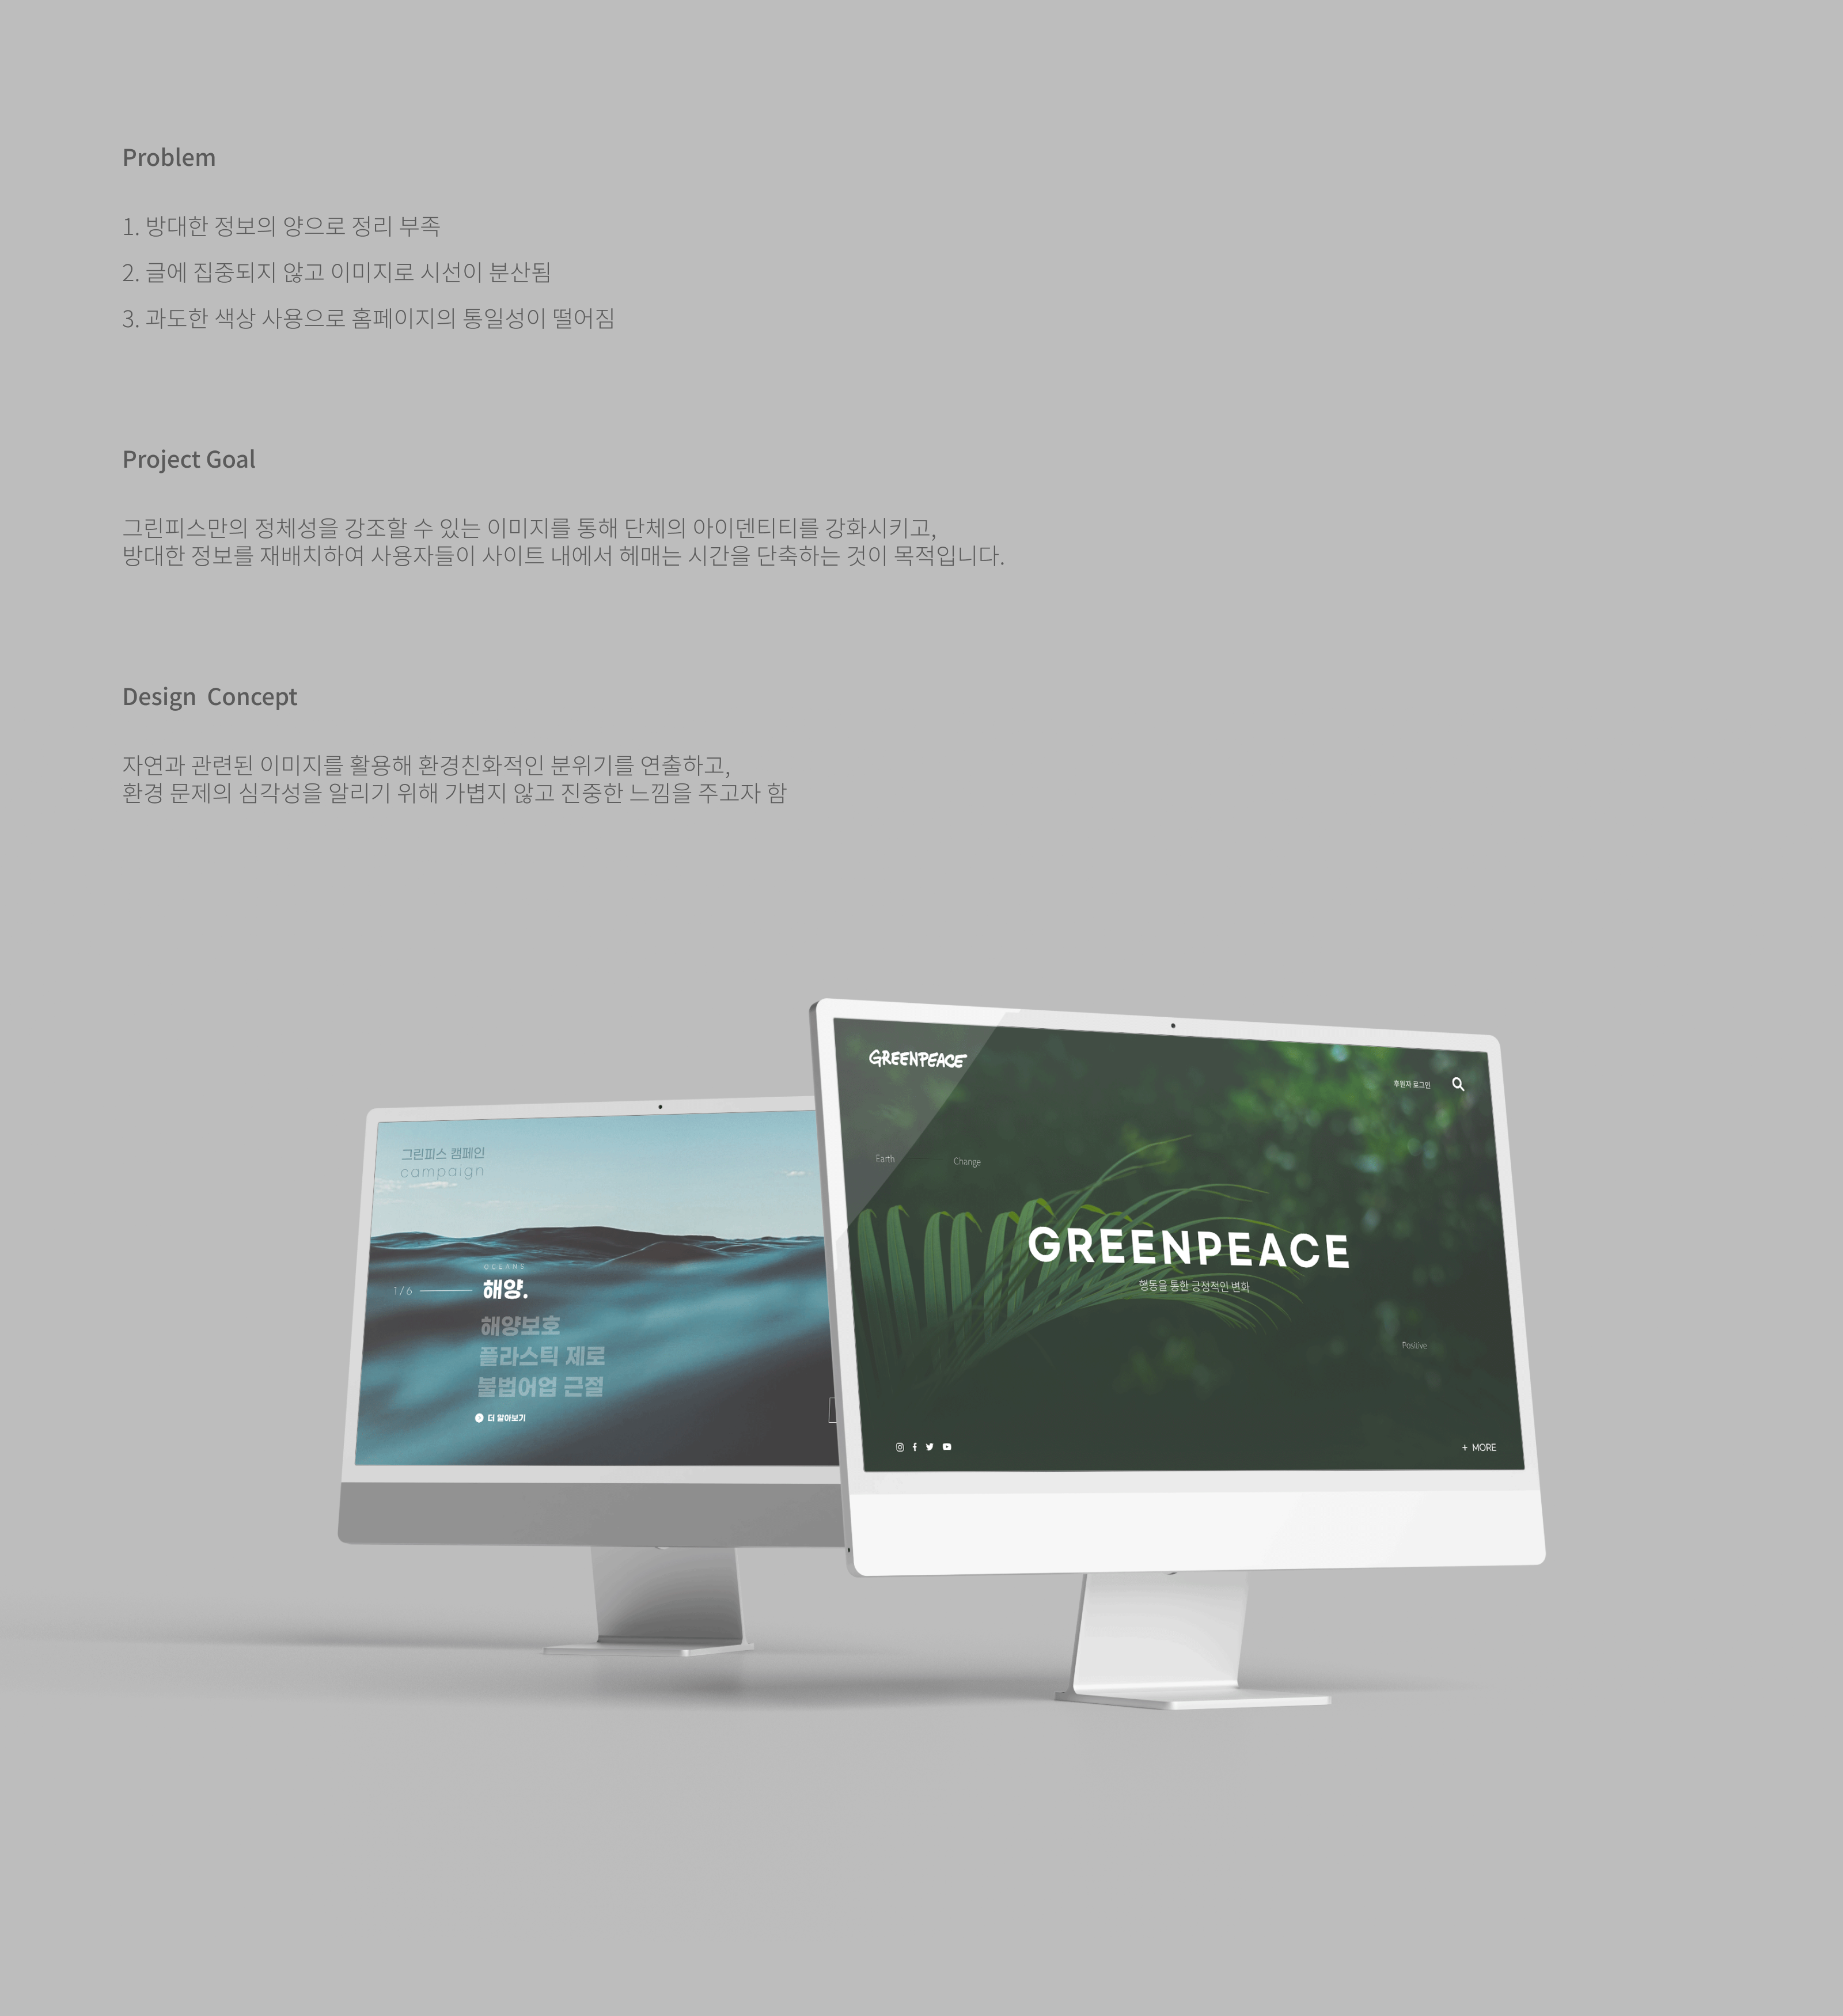 Problem
1. 방대한 정보의 양으로 정리 부족
2. 글에 집중되지 않고 이미지로 시선이 분산됨
3. 과도한 색상 사용으로 홈페이지의 통일성이 떨어짐
Project Goal
그린피스만의 정체성을 강조할 수 있는 이미지를 통해 단체의 아이덴티티를 강화시키고,
방대한 정보를 재배치하여 사용자들이 사이트 내에서 헤매는 시간을 단축하는 것이 목적입니다.
Design Concept
자연과 관련된 이미지를 활용해 환경친화적인 분위기를 연출하고,
환경 문제의 심각성을 알리기 위해 가볍지 않고 진중한 느낌을 주고자 함
그린피스 캠페인
campaign
OCEANS
1/6
해양.
해양보호
플라스틱 제로
불법어업 근절
더 알아보기
GREENPEACE
후원자 로그인
Earth
Change
GREENPEACE
행동을 통한 긍정적인 변화
Positive
+ MORE